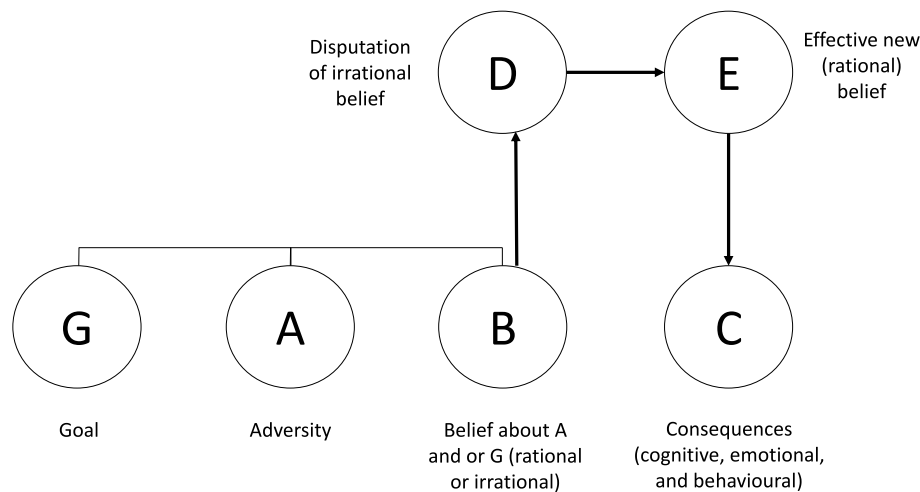 Disputation
of irrational
belief
D
E
Effective new
(rational)
belief
G
A
B
C
Goal
Adversity
Belief about A
and or G (rational
or irrational)
Consequences
(cognitive, emotional,
and behavioural)